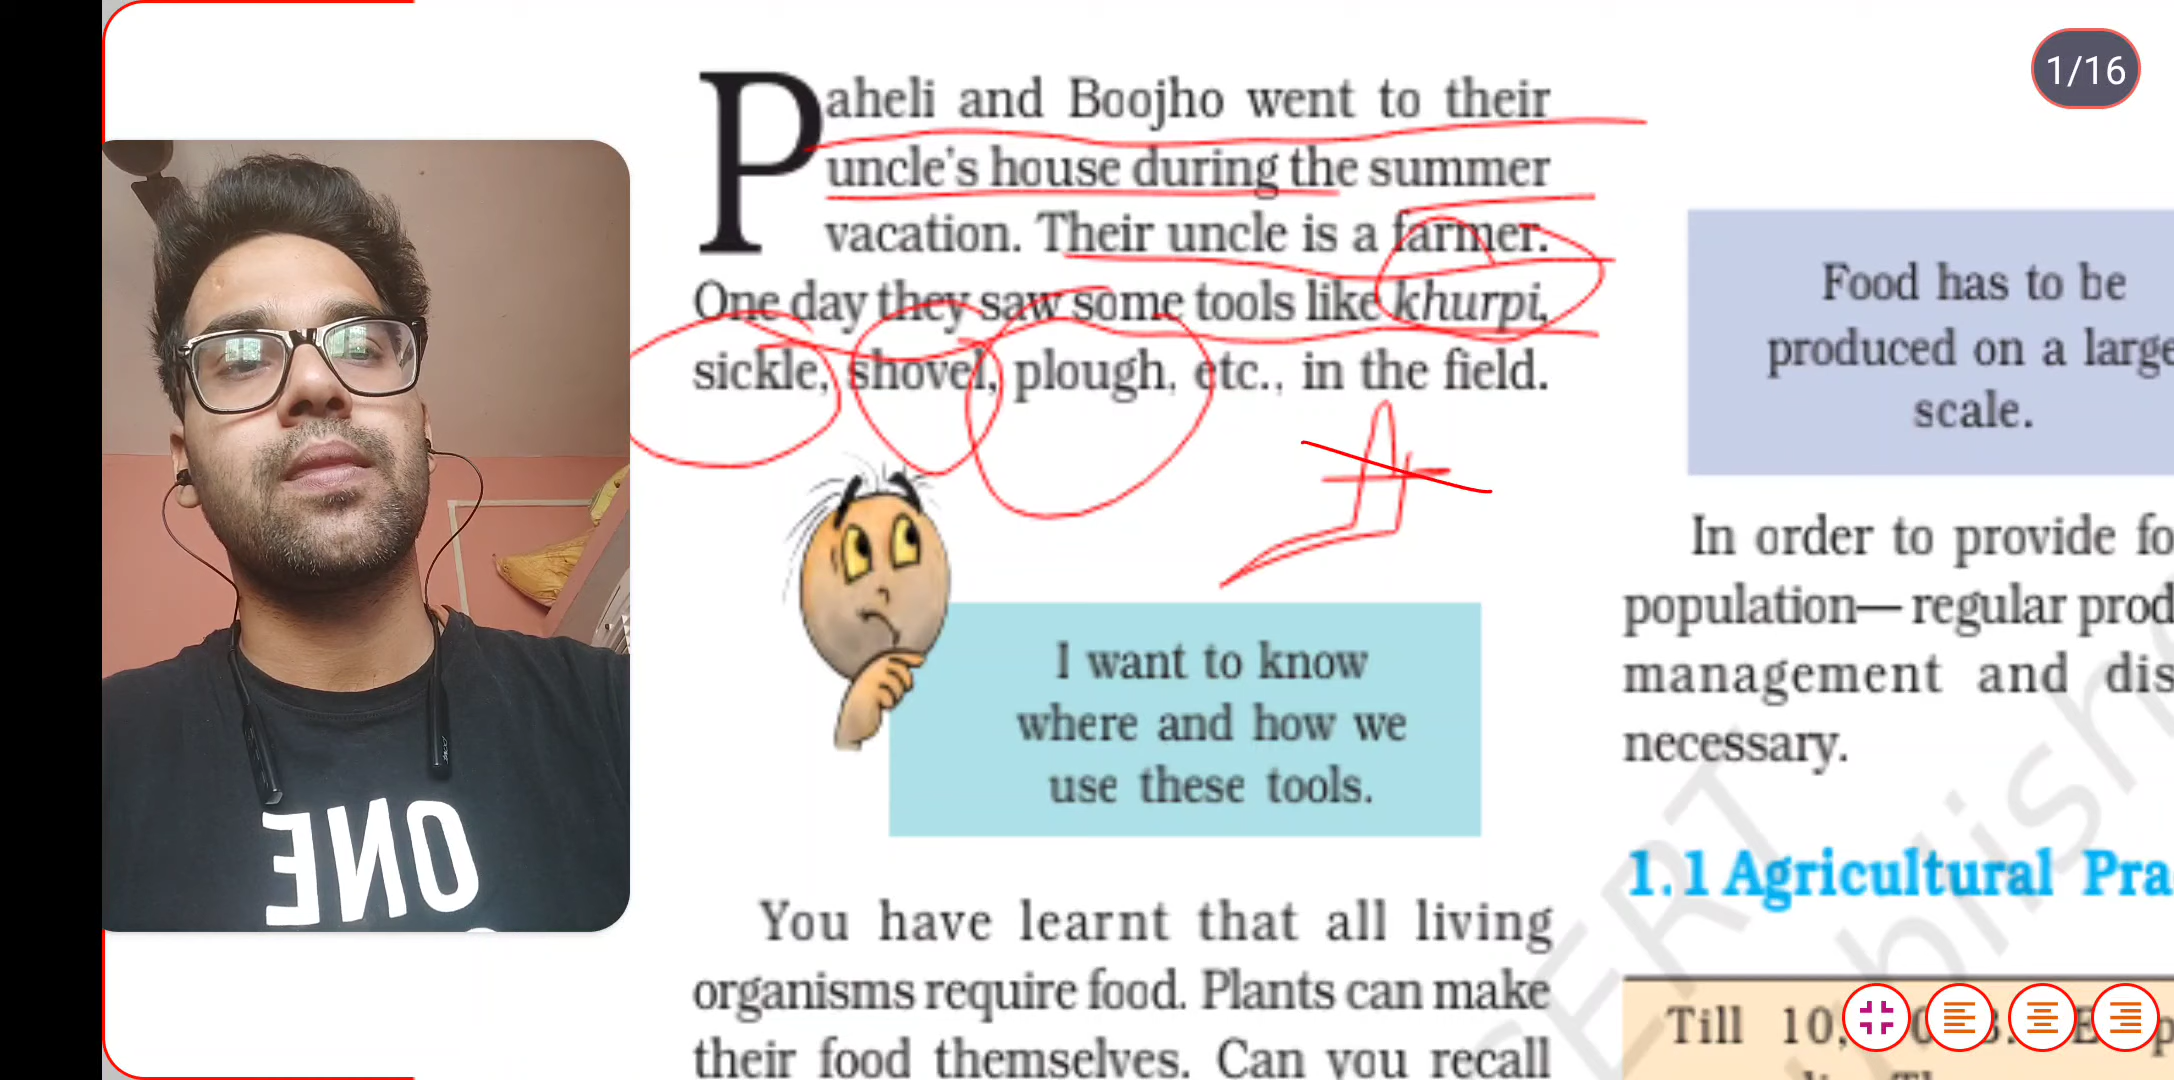 1/16
Paheli and Boojho went to their
uncle's house during the summer
vacation. Their uncle is a farmer.
One day they saw some tools like khurpi,
sickle, shovel, plough, etc., in the field.
I want to know
where and how we
use these tools.
You have learnt that all living
organisms require food. Plants can make
their food themselves. Can you recall
Food has to be
produced on a large
scale.
In order to provide
population— regular
management and
necessary.
1.1 Agricultural
Till 10,
ONE